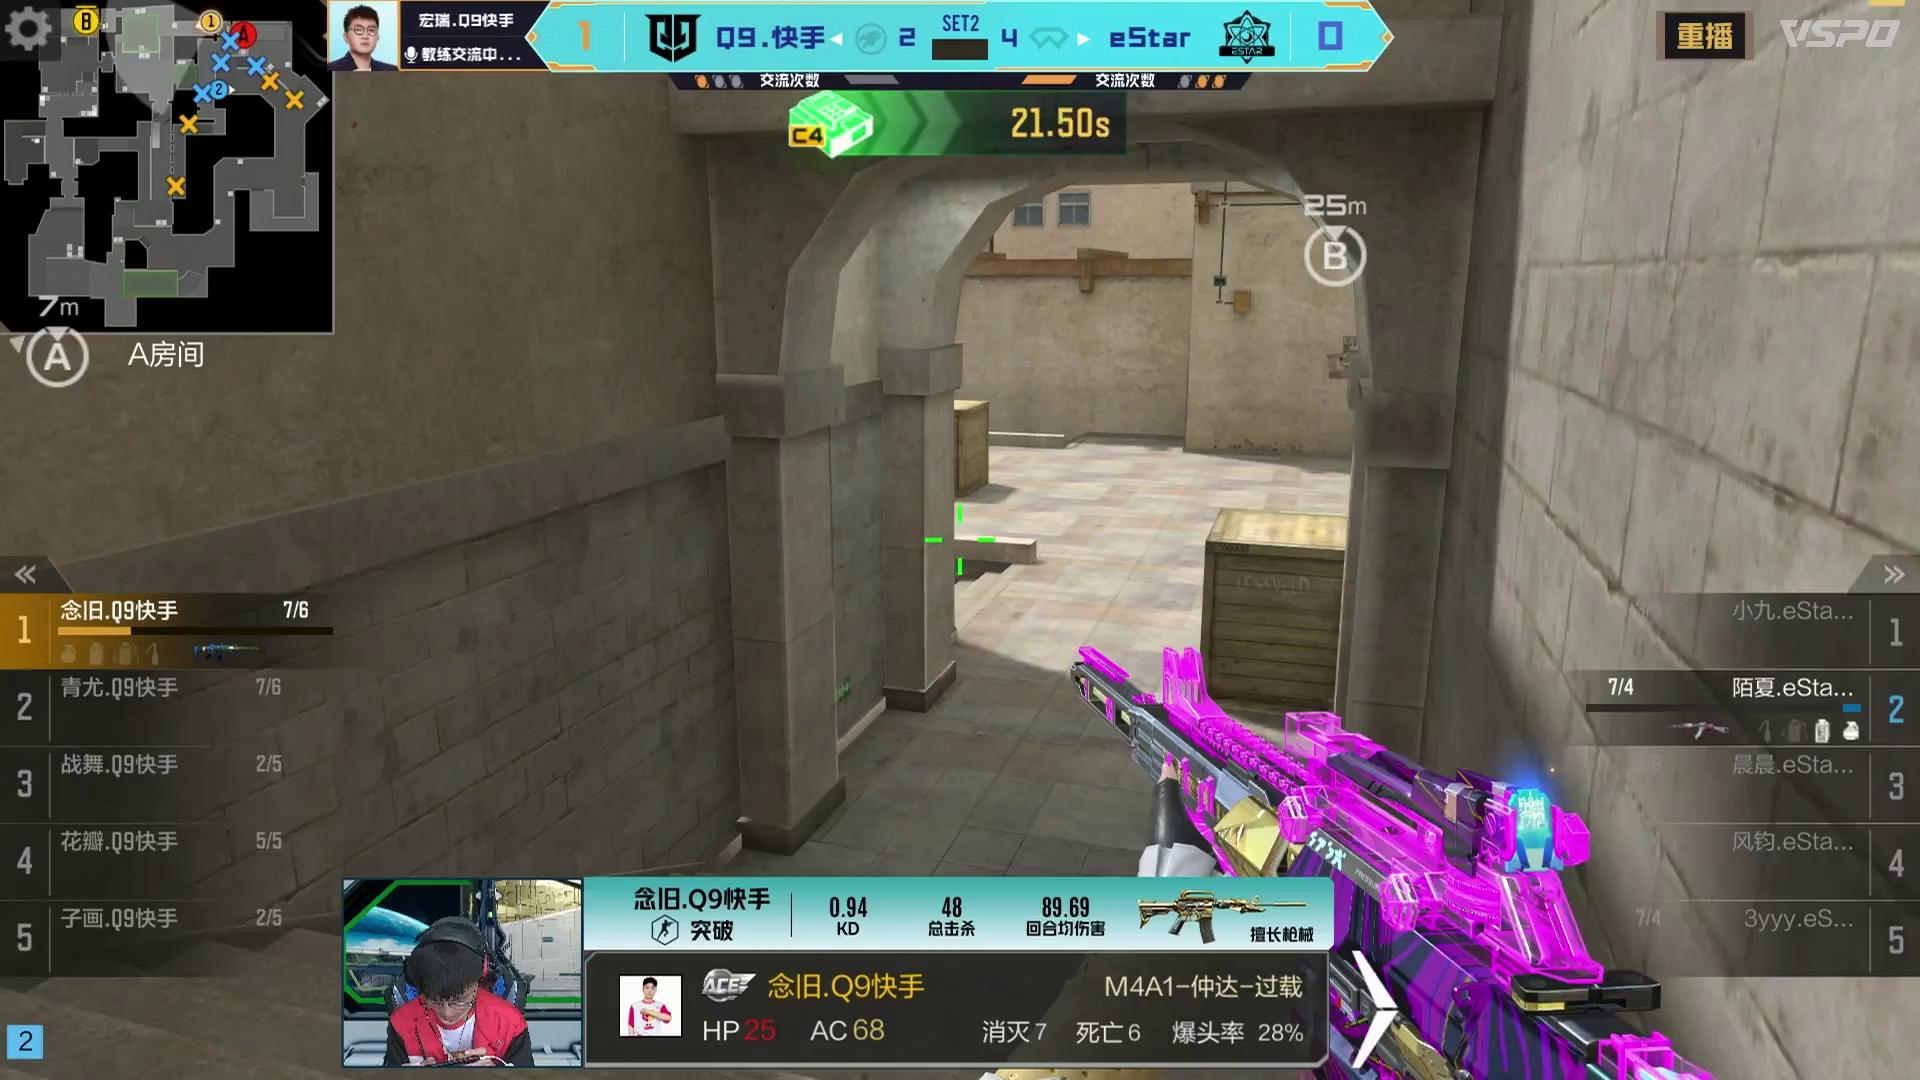 宏瑞.Q9快手
教练交流中...
1
Q9.快手
2
SET2
4
eStar
ESTAR
0
重播
VSPO
交流次数
交流次数
C4
21.50s
B
1
A
2
25m
B
7m
A
A房间
1
念旧.Q9快手
7/6
2
青尤.Q9快手
7/6
3
战舞.Q9快手
2/5
4
花瓣.Q9快手
5/5
5
子画.Q9快手
2/5
小九.eSta...
1
7/4
陌夏.eSta...
2
晨晨.eSta...
3
风钧.eSta...
4
7/4
3yyy.eS...
5
念旧.Q9快手
突破
0.94
KD
48
总击杀
89.69
回合均伤害
擅长枪械
ACE
念旧.Q9快手
M4A1-仲达-过载
HP 25
AC 68
消灭 7
死亡 6
爆头率 28%
2